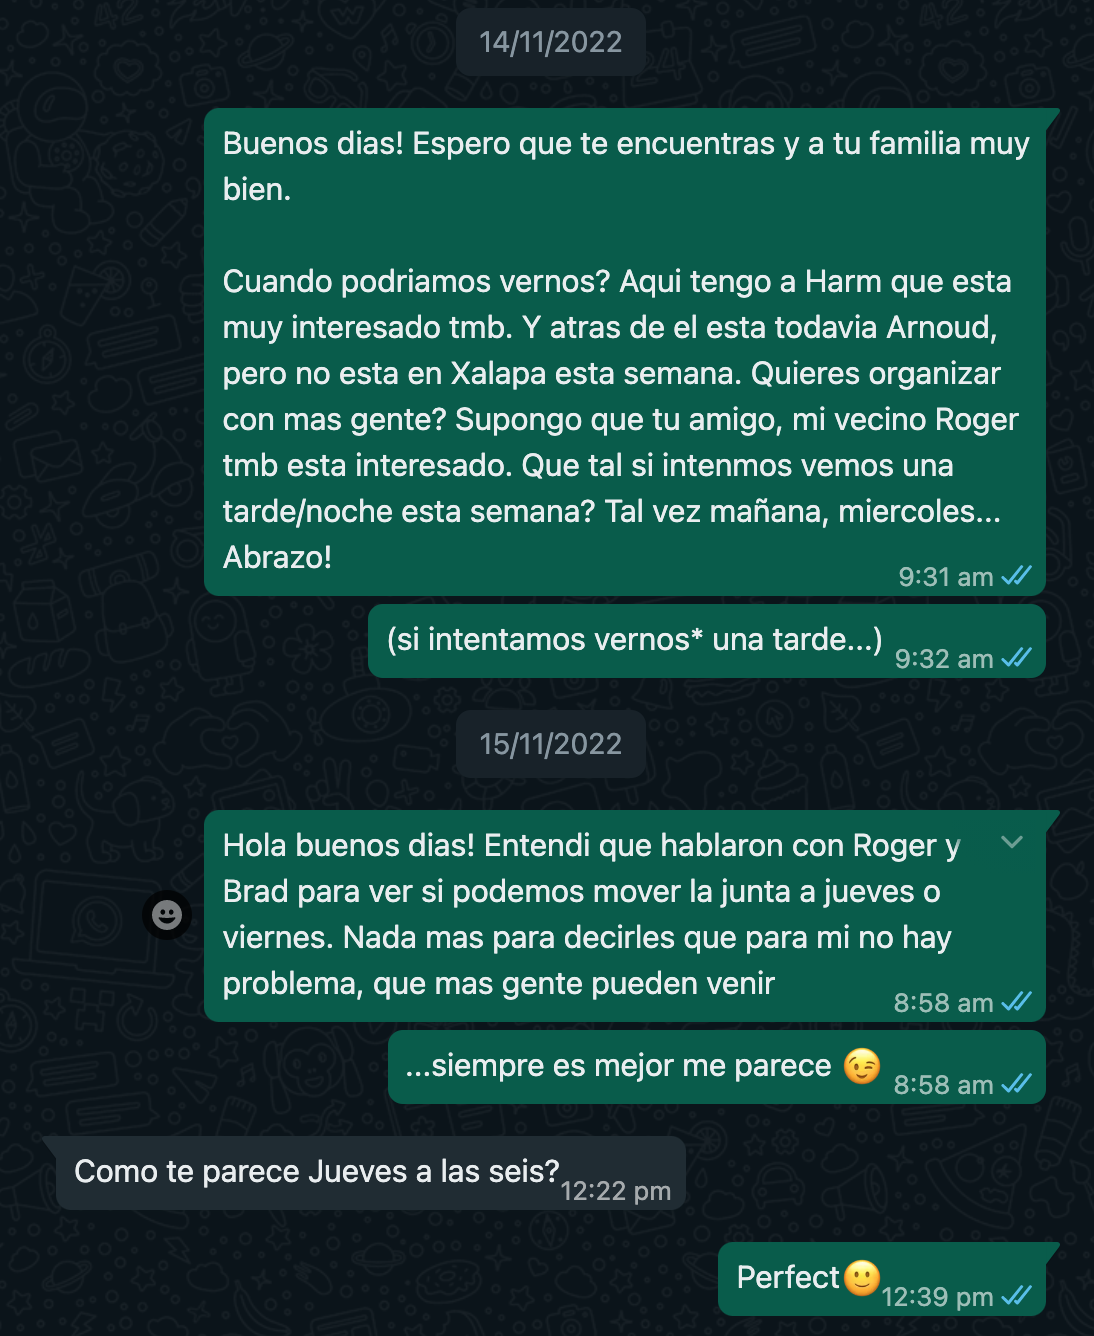 14/11/2022
Buenos dias! Espero que te encuentras y a tu familia muy
bien.
Cuando podriamos vernos? Aqui tengo a Harm que esta
muy interesado tmb. Y atras de el esta todavia Arnoud,
pero no esta en Xalapa esta semana. Quieres organizar
con mas gente? Supongo que tu amigo, mi vecino Roger
tmb esta interesado. Que tal si intenmos vemos una
tarde/noche esta semana? Tal vez mañana, miercoles...
Abrazo!
9:31 am
(si intentamos vernos* una tarde...)
9:32 am
15/11/2022
Hola buenos dias! Entendi que hablaron con Roger y
Brad para ver si podemos mover la junta a jueves o
viernes. Nada mas para decirles que para mi no hay
problema, que mas gente pueden venir
8:58 am
...siempre es mejor me parece 😉
8:58 am
Como te parece Jueves a las seis?
12:22 pm
Perfect🙂
12:39 pm